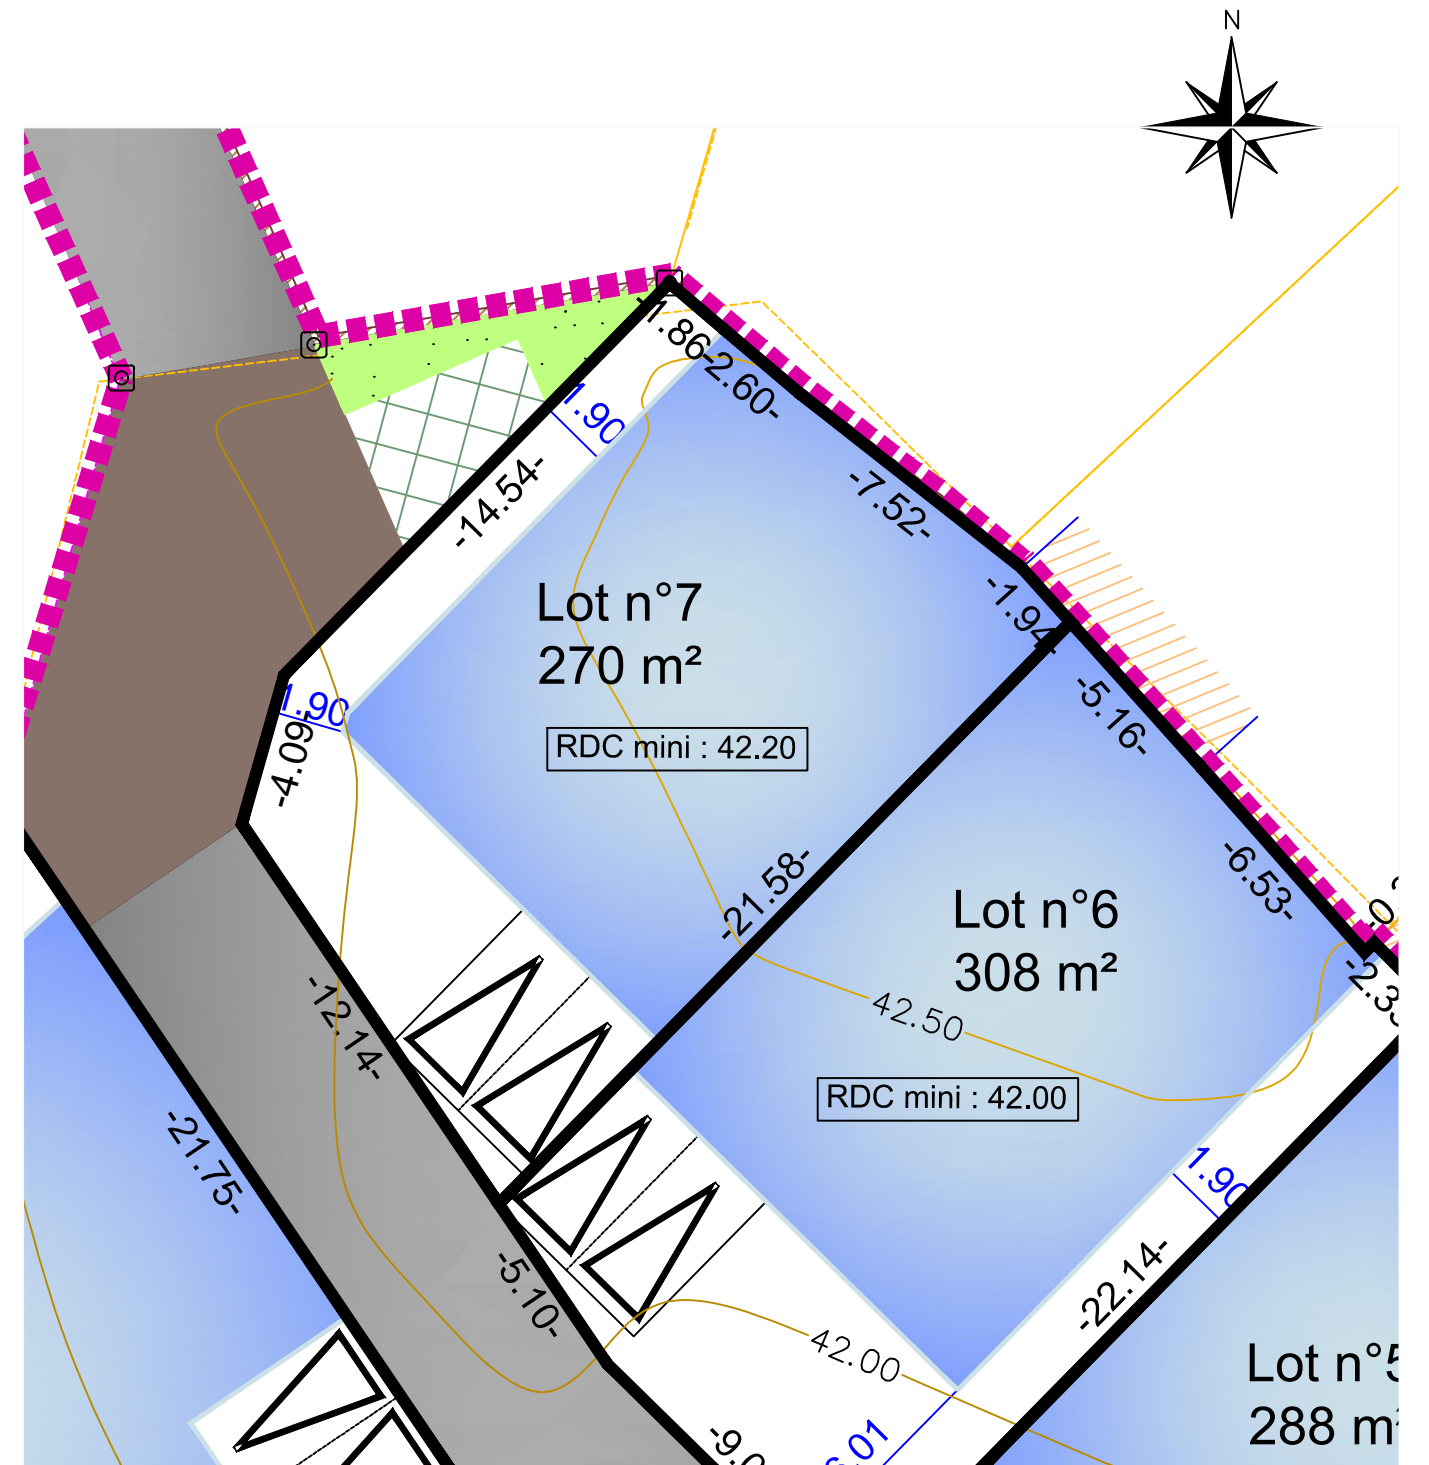 N
-1.86-
-2.60-
1.90
-14.54-
-7.52-
Lot n°7
270 m²
-1.94-
1.90
-4.09-
RDC mini : 42.20
-5.16-
-21.58-
-6.53-
Lot n°6
308 m²
42.50
-12.14-
RDC mini : 42.00
-21.75-
1.90
-5.10-
-22.14-
42.00
Lot n°5
288 m²